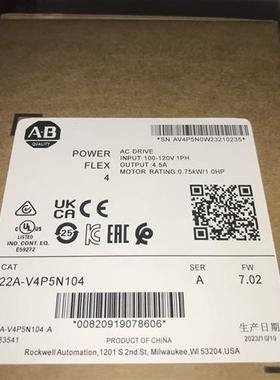 AB
QUALITY
POWER
FLEX
4
AC DRIVE
INPUT:100-120V 1PH
OUTPUT:4.5A
MOTOR RATING:0.75kW/1.0HP
*SN AV4P5N0W23210235*
UL
LISTED
IND. CONT. EQ.
E59272
UK
CA
CE
25
EAC
CAT
22A-V4P5N104
SER
A
FW
7.02
-V4P5N104 A
83541
*00820919078606*
生产日期
2023/10/19
PRODUCT OF CHINA
Rockwell Automation,1201 S 2nd St, Milwaukee,WI 53204,USA